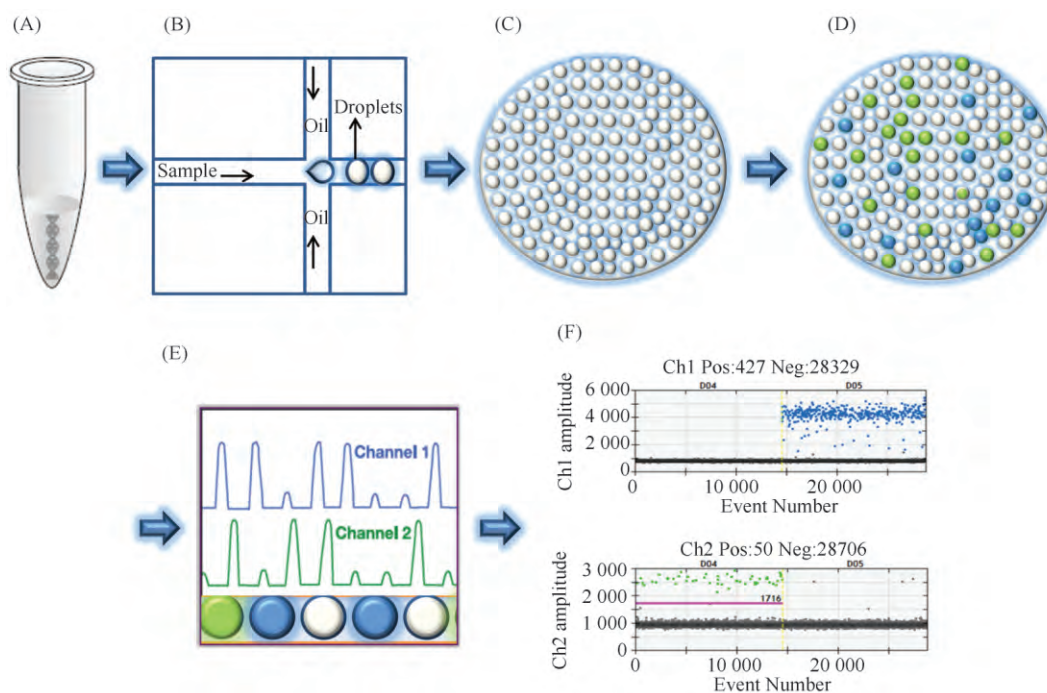 (A)
(B)
(C)
(D)
Droplets
Oil
Sample
Oil
(E)
(F)
Channel 1
Channel 2
Ch1 Pos:427 Neg:28329
D04 D05
6 000
4 000
2 000
0
Ch1 amplitude
0 10 000 20 000
Event Number
Ch2 Pos:50 Neg:28706
D04 D05
3 000
2 000
1 000
0
1716
Ch2 amplitude
0 10 000 20 000
Event Number